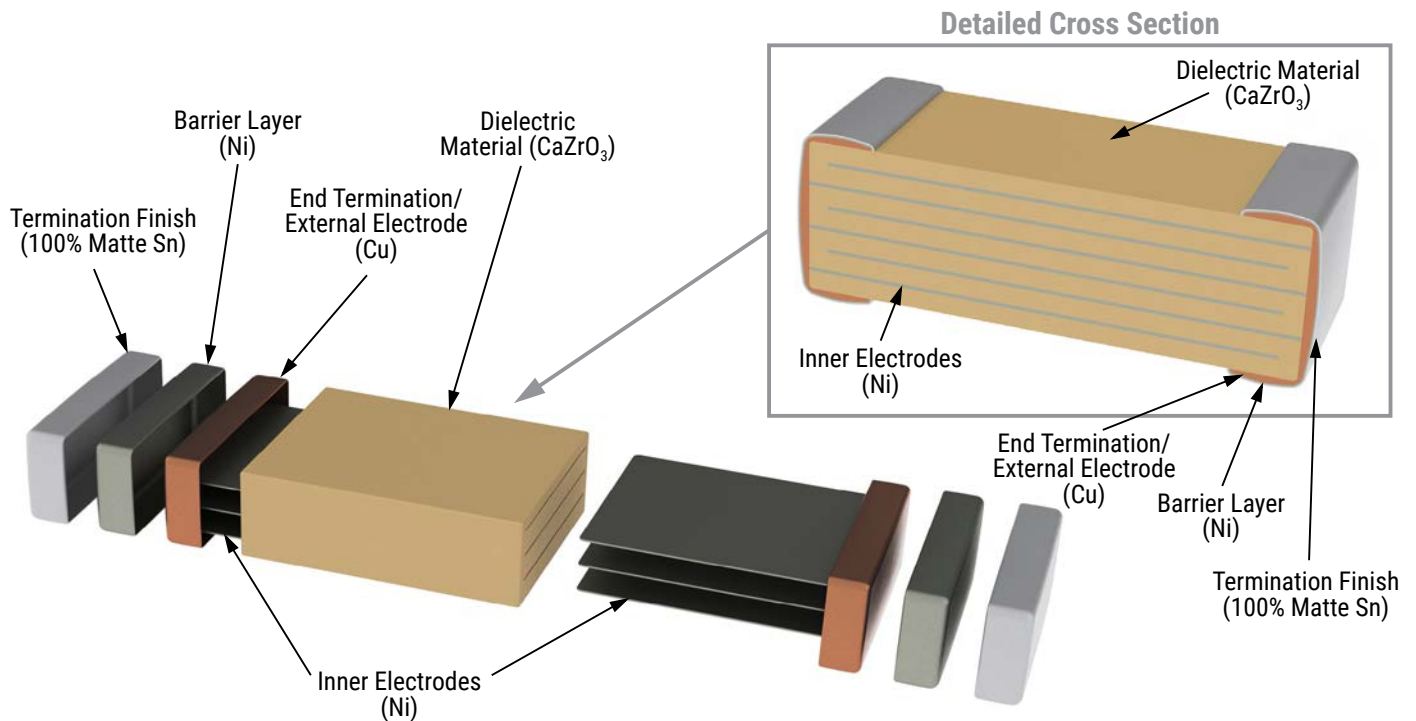 Detailed Cross Section
Dielectric Material
(CaZrO₃)
Barrier Layer
(Ni)
Dielectric
Material (CaZrO₃)
End Termination/
External Electrode
(Cu)
Termination Finish
(100% Matte Sn)
Inner Electrodes
(Ni)
End Termination/
External Electrode
(Cu)
Barrier Layer
(Ni)
Termination Finish
(100% Matte Sn)
Inner Electrodes
(Ni)